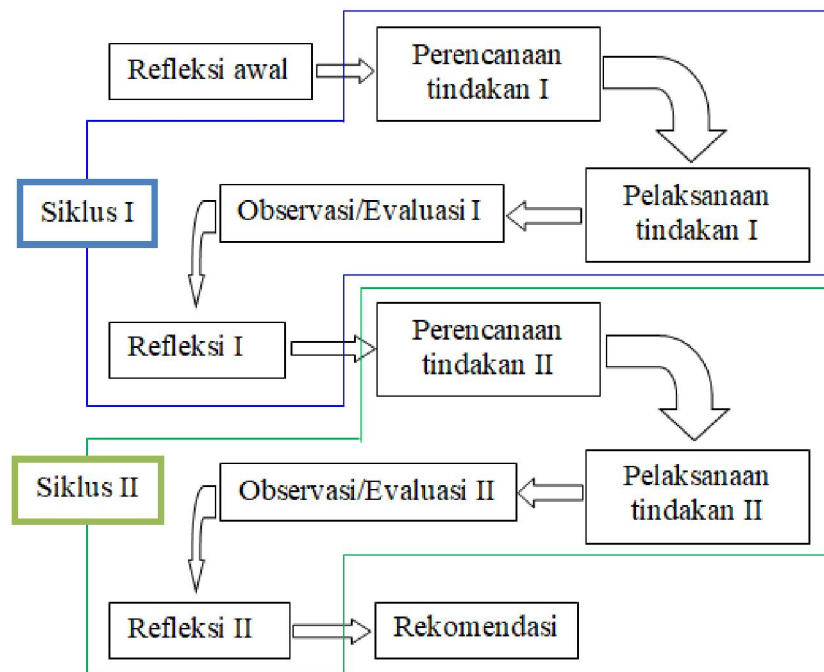 Refleksi awal
Perencanaan
tindakan I
Siklus I
Observasi/Evaluasi I
Pelaksanaan
tindakan I
Refleksi I
Perencanaan
tindakan II
Siklus II
Observasi/Evaluasi II
Pelaksanaan
tindakan II
Refleksi II
Rekomendasi